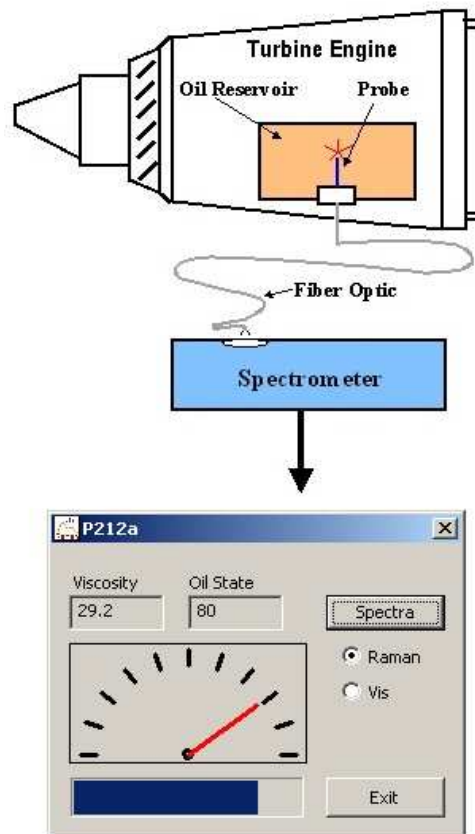 Turbine Engine
Oil Reservoir Probe
Fiber Optic
Spectrometer
P212a
Viscosity Oil State
29.2 80 Spectra
Raman
Vis
Exit